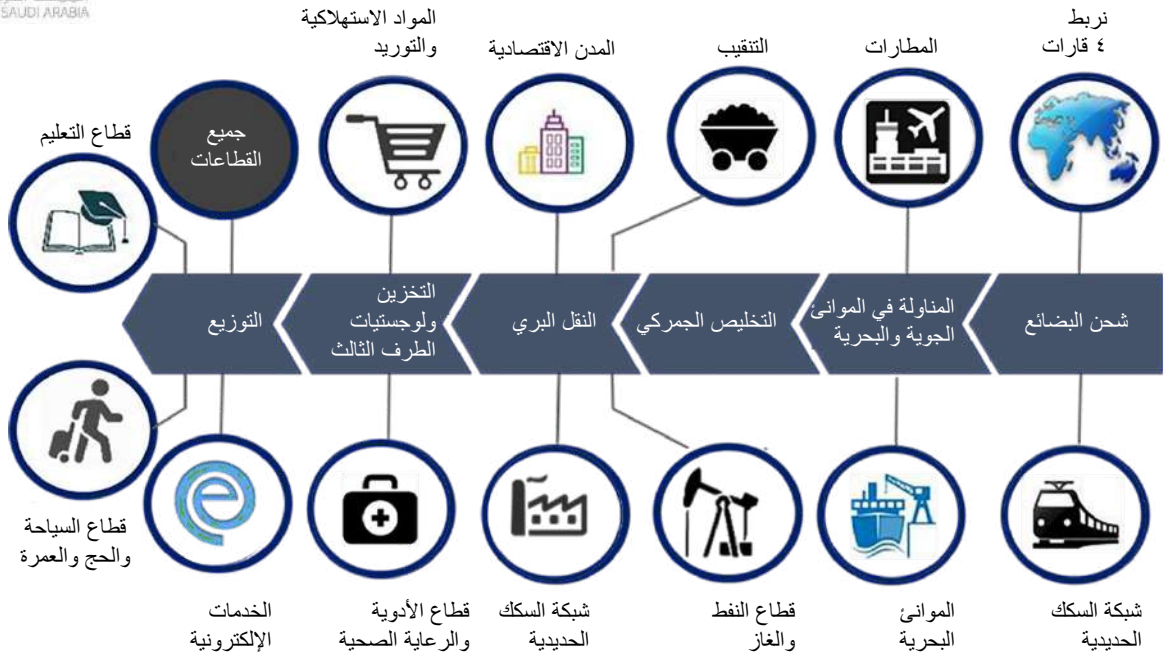 SAUDI ARABIA
نربط
٤ قارات
المطارات
التنقيب
المدن الاقتصادية
المواد الاستهلاكية
والتوريد
جميع
القطاعات
قطاع التعليم
شحن البضائع
المناولة في الموانئ
الجوية والبحرية
التخليص الجمركي
النقل البري
التخزين
ولوجستيات
الطرف الثالث
التوزيع
شبكة السكك
الحديدية
الموانئ
البحرية
قطاع النفط
والغاز
شبكة السكك
الحديدية
قطاع الأدوية
والرعاية الصحية
الخدمات
الإلكترونية
قطاع السياحة
والحج والعمرة